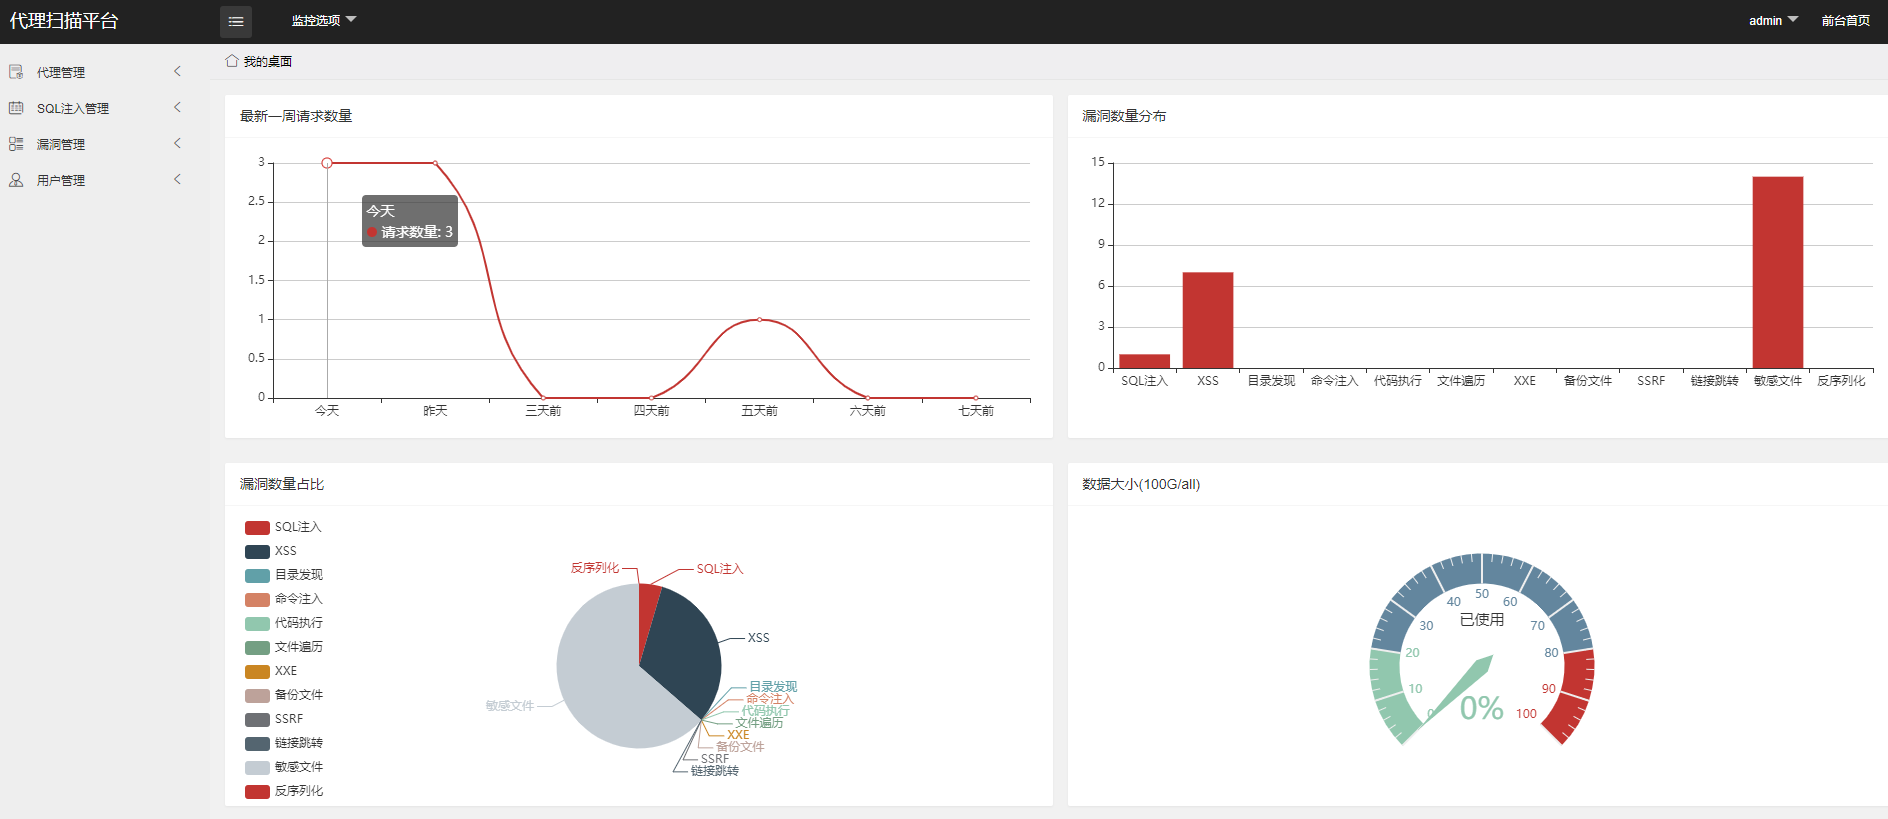 代理扫描平台
监控选项
admin
前台首页
代理管理
SQL注入管理
漏洞管理
用户管理
我的桌面
最新一周请求数量
3
2.5
2
1.5
1
0.5
0
今天
请求数量: 3
今天
昨天
三天前
四天前
五天前
六天前
七天前
漏洞数量分布
15
12
9
6
3
0
SQL注入
XSS
目录发现
命令注入
代码执行
文件遍历
XXE
备份文件
SSRF
链接跳转
敏感文件
反序列化
漏洞数量占比
SQL注入
XSS
目录发现
命令注入
代码执行
文件遍历
XXE
备份文件
SSRF
链接跳转
敏感文件
反序列化
反序列化
SQL注入
XSS
目录发现
命令注入
代码执行
文件遍历
XXE
备份文件
SSRF
链接跳转
敏感文件
数据大小(100G/all)
0
10
20
30
40
50
60
70
80
90
100
已使用
0%